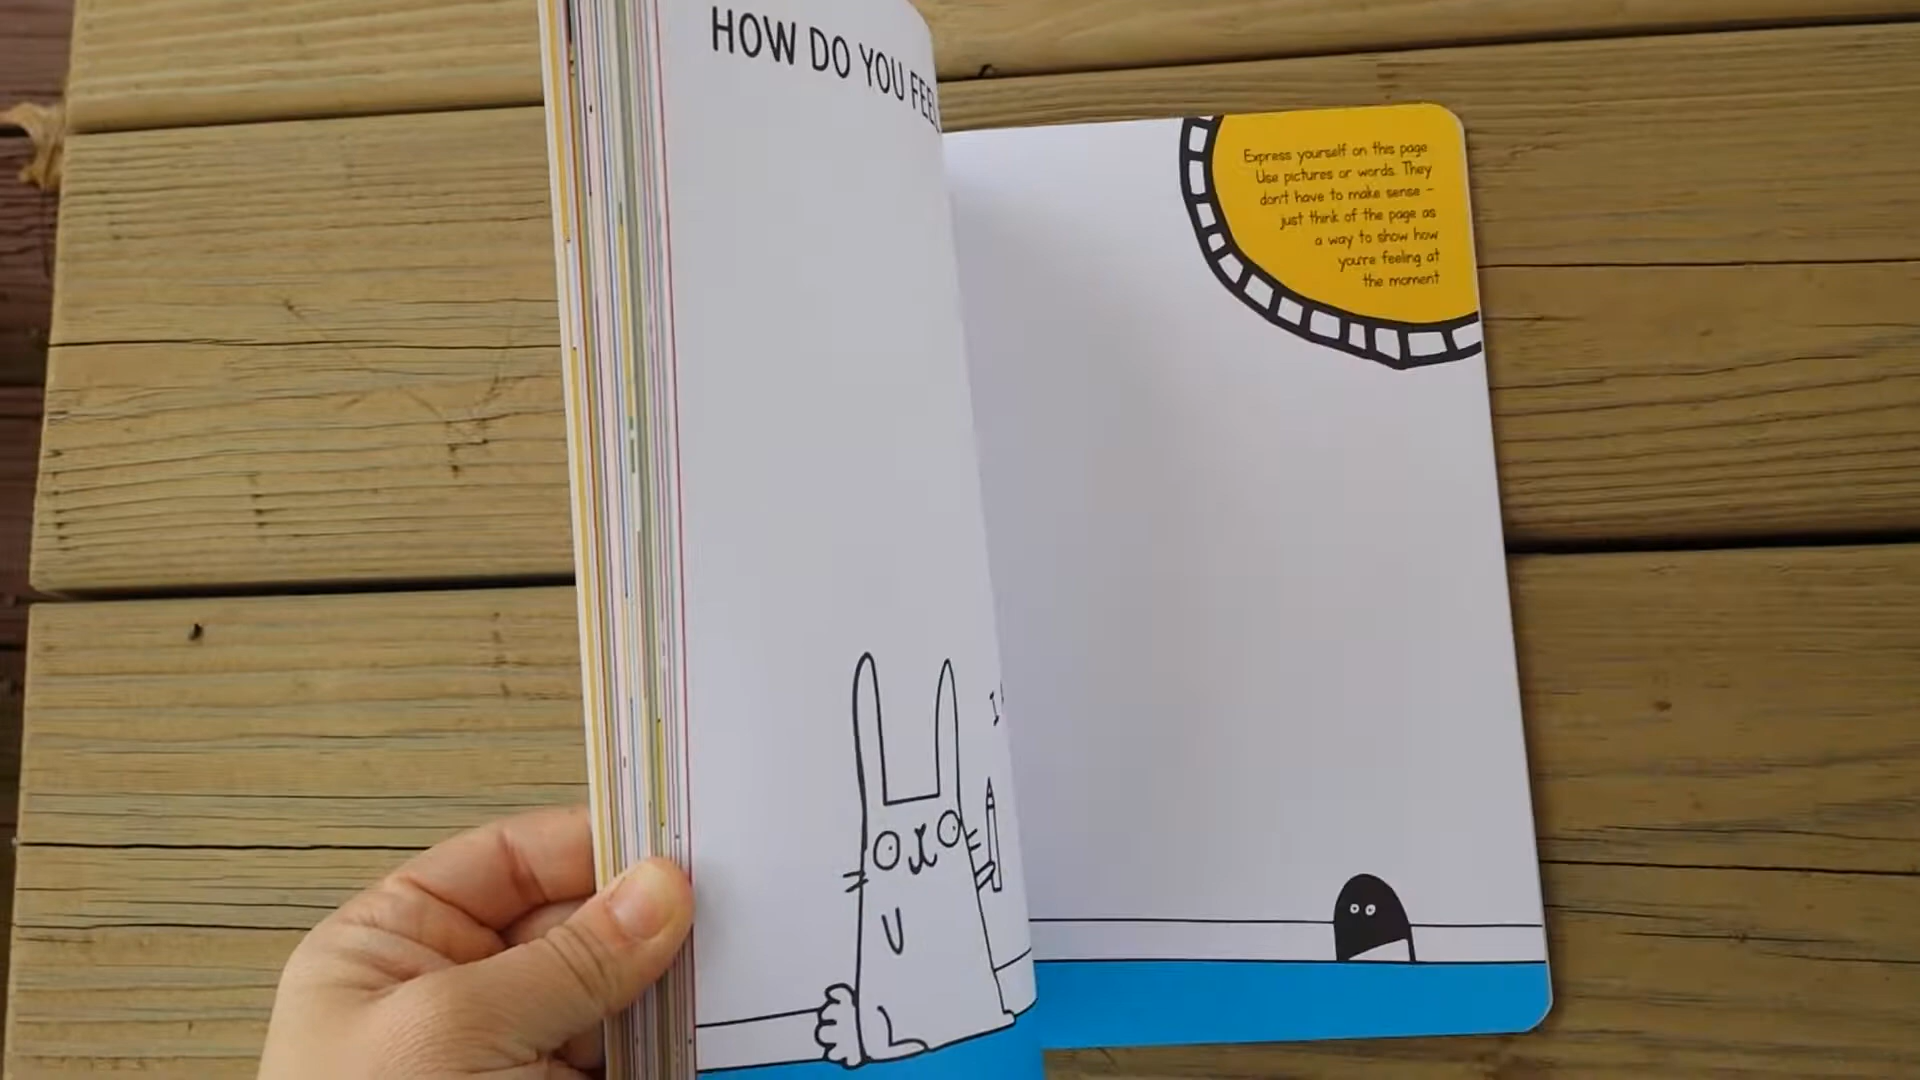 HOW DO YOU FEEL
Express yourself on this page
Use pictures or words. They
don't have to make sense -
just think of the page as
a way to show how
you're feeling at
the moment
I